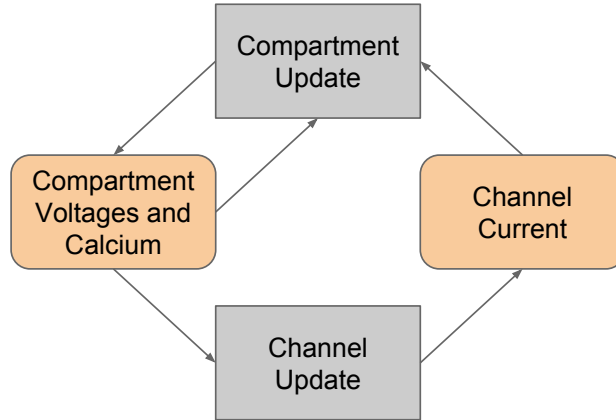 Compartment
Update
Compartment
Voltages and
Calcium
Channel
Current
Channel
Update